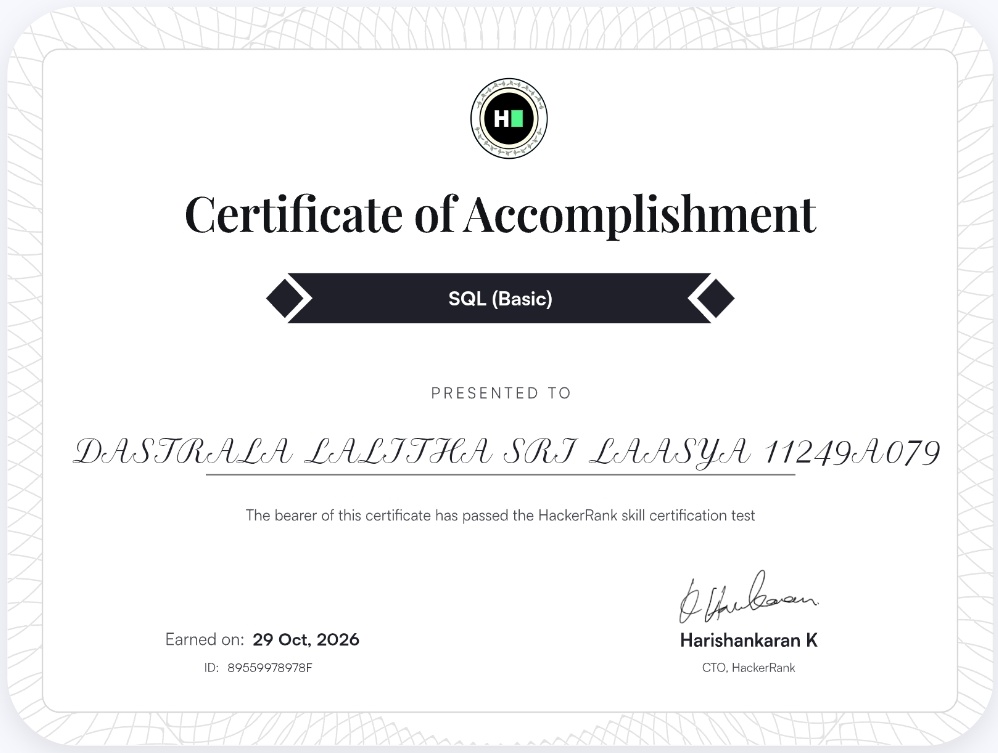 H
Certificate of Accomplishment
SQL (Basic)
PRESENTED TO
DASTRALA LALITHA SRI LAASYA 11249A079
The bearer of this certificate has passed the HackerRank skill certification test
Earned on: 29 Oct, 2026
ID: 89559978978F
Harishankaran K
CTO, HackerRank